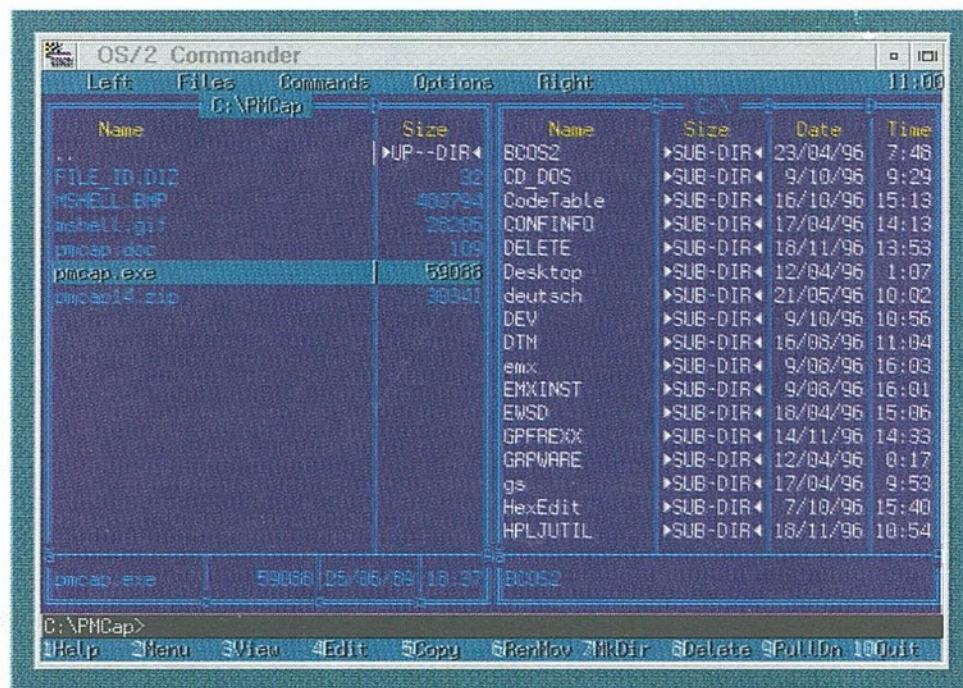 OS/2 Commander
Left Files Commands Options Right 11:00
C:\PMCap
Name Size
.. ►UP--DIR◄
FILE_ID.DIZ
MSHELL.BMP
mshell.gif
pmcap.doc 109
pmcap.exe
pmcap14.zip
pmcap.exe 18:37
C:\
Name Size Date Time
BCOS2 ►SUB-DIR◄ 23/04/96 7:48
CD_DOS ►SUB-DIR◄ 9/10/96 9:29
CodeTable ►SUB-DIR◄ 16/10/96 15:13
CONFINFO ►SUB-DIR◄ 17/04/96 14:13
DELETE ►SUB-DIR◄ 18/11/96 13:53
Desktop ►SUB-DIR◄ 12/04/96 1:07
deutsch ►SUB-DIR◄ 21/05/96 10:02
DEV ►SUB-DIR◄ 9/10/96 10:56
DTM ►SUB-DIR◄ 16/08/96 11:04
emx ►SUB-DIR◄ 9/08/96 16:03
EMXINST ►SUB-DIR◄ 9/08/96 16:01
EWSD ►SUB-DIR◄ 18/04/96 15:06
GPFREXX ►SUB-DIR◄ 14/11/96 14:33
GRPWARE ►SUB-DIR◄ 12/04/96 0:17
gs ►SUB-DIR◄ 17/04/96 9:53
HexEdit ►SUB-DIR◄ 7/10/96 15:40
HPLJUTIL ►SUB-DIR◄ 18/11/96 10:54
BCOS2
C:\PMCap>
1Help 2Menu 3View 4Edit 5Copy 6RenMov 7MkDir 8Delete 9PullDn 10Quit